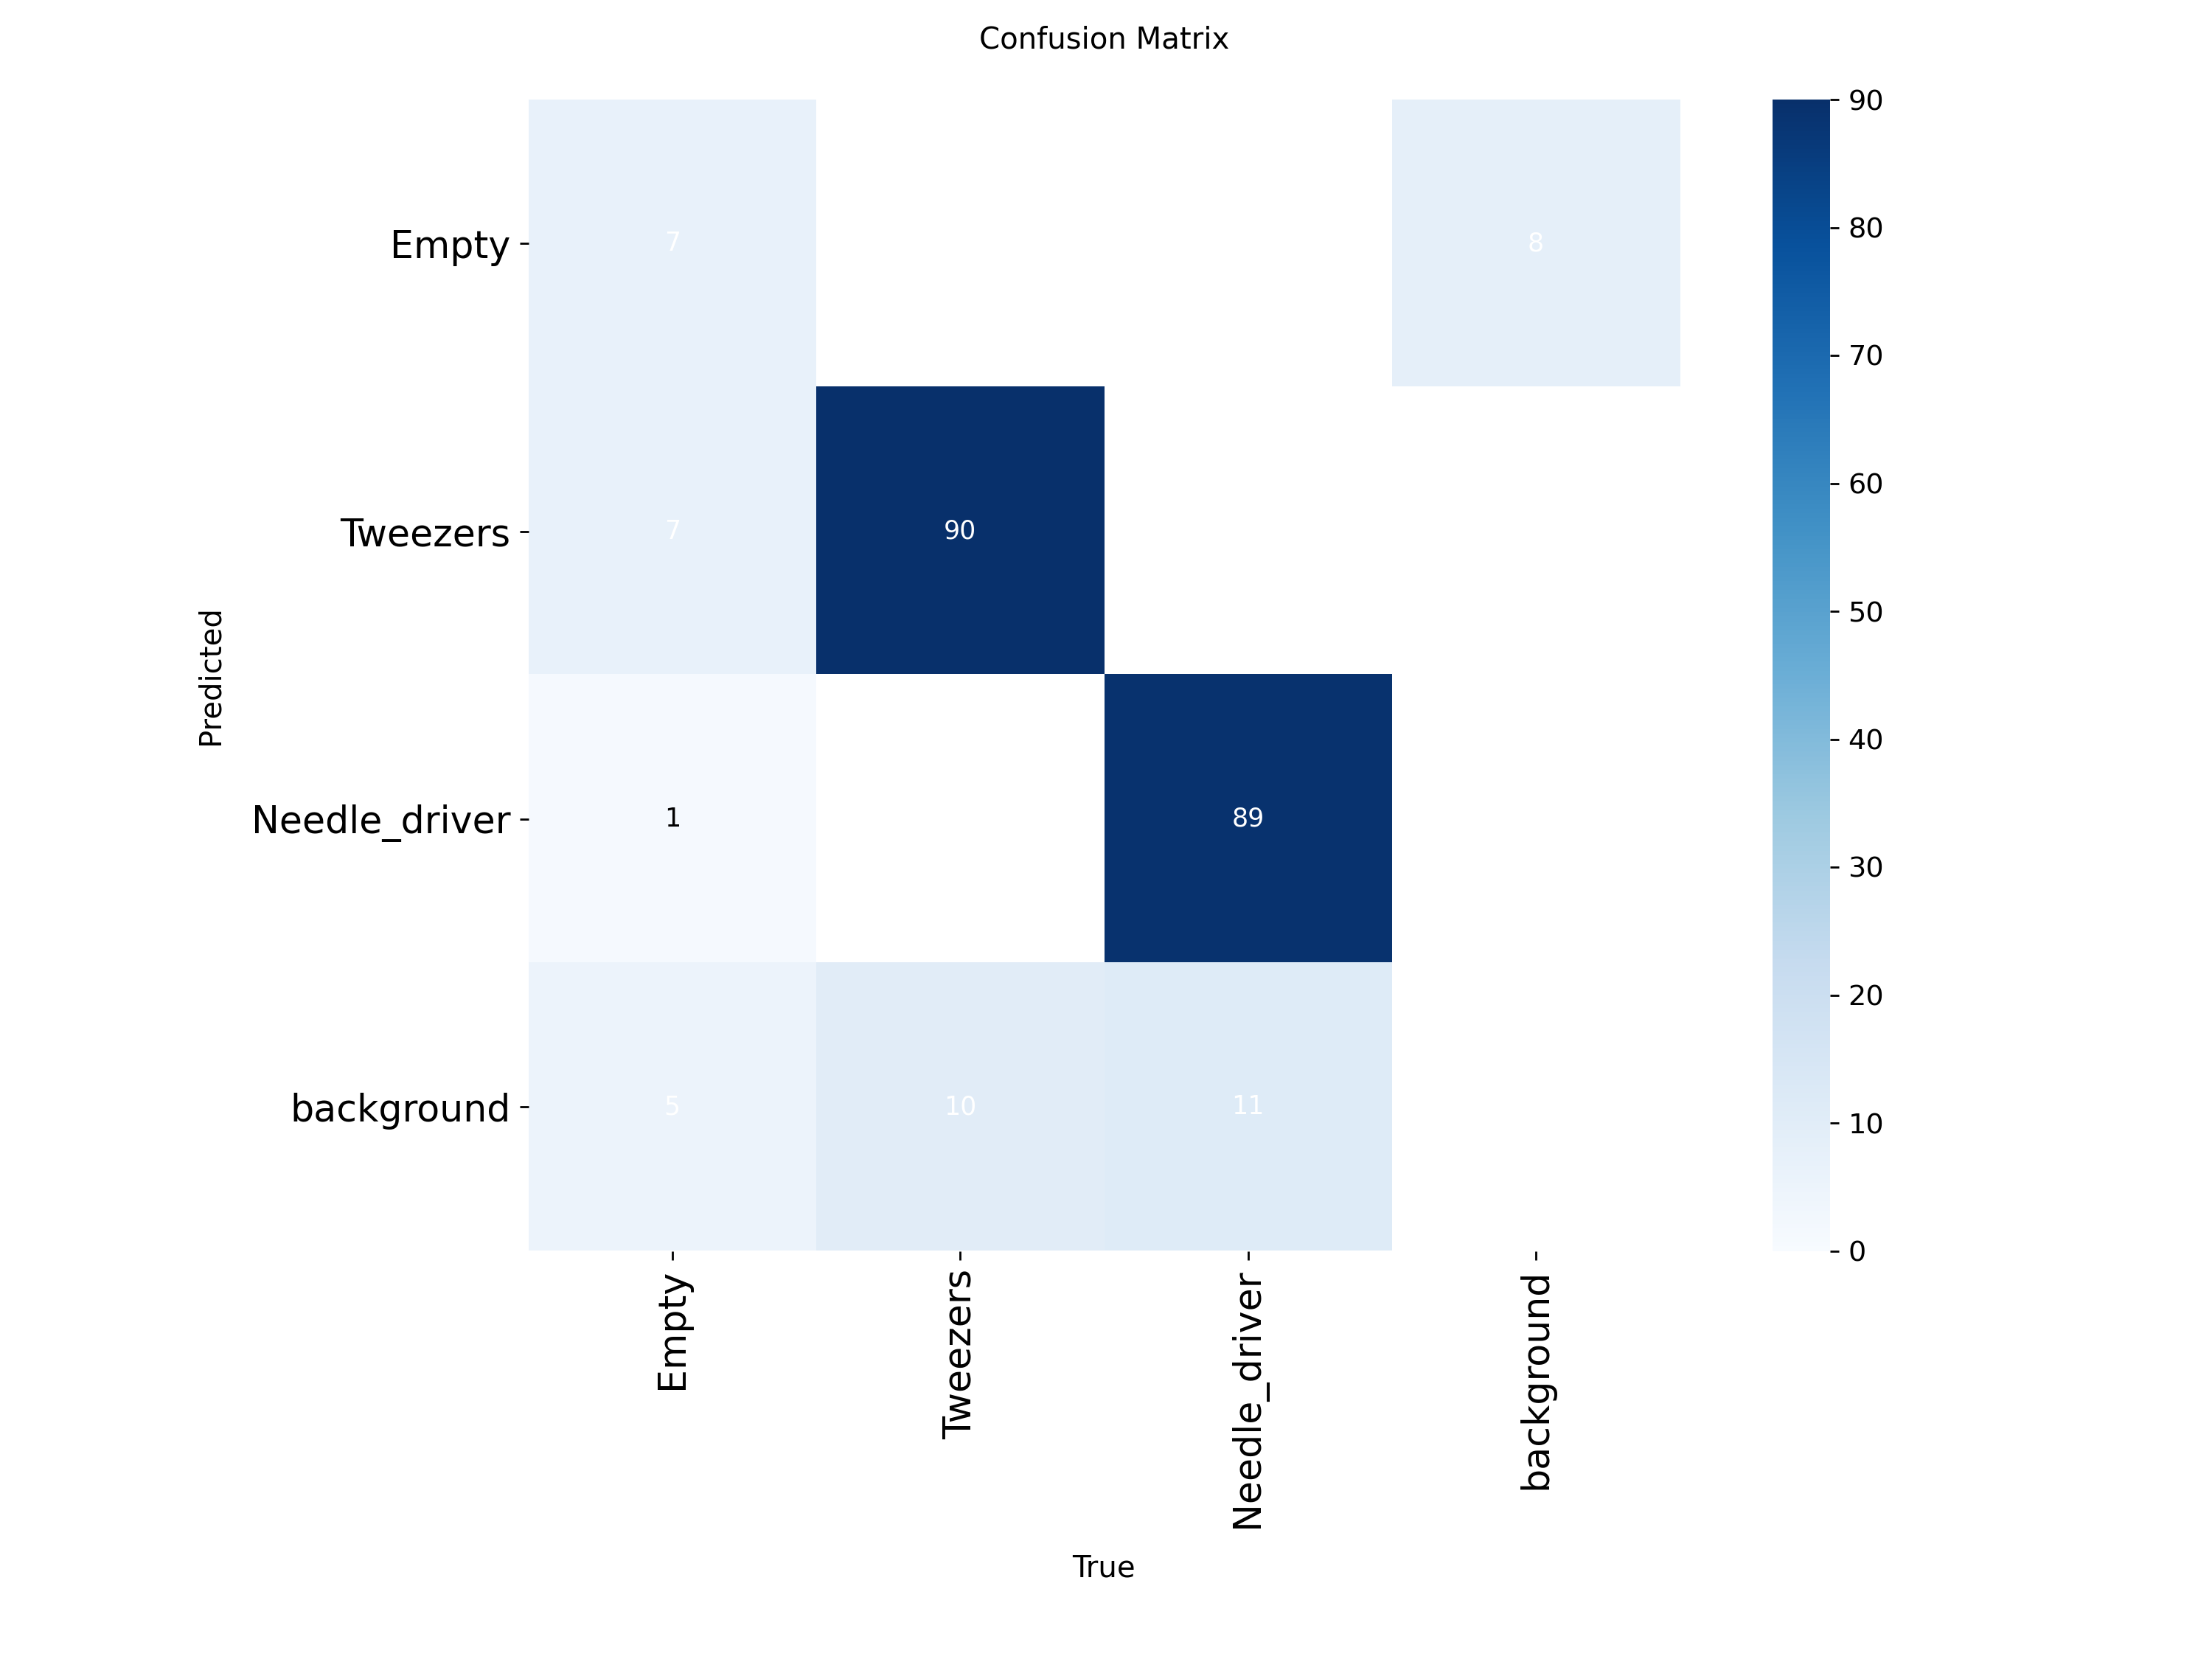 Confusion Matrix
Empty
7
8
Tweezers
7
90
Needle_driver
1
89
background
5
10
11
Predicted
Empty
Tweezers
Needle_driver
background
True
90
80
70
60
50
40
30
20
10
0